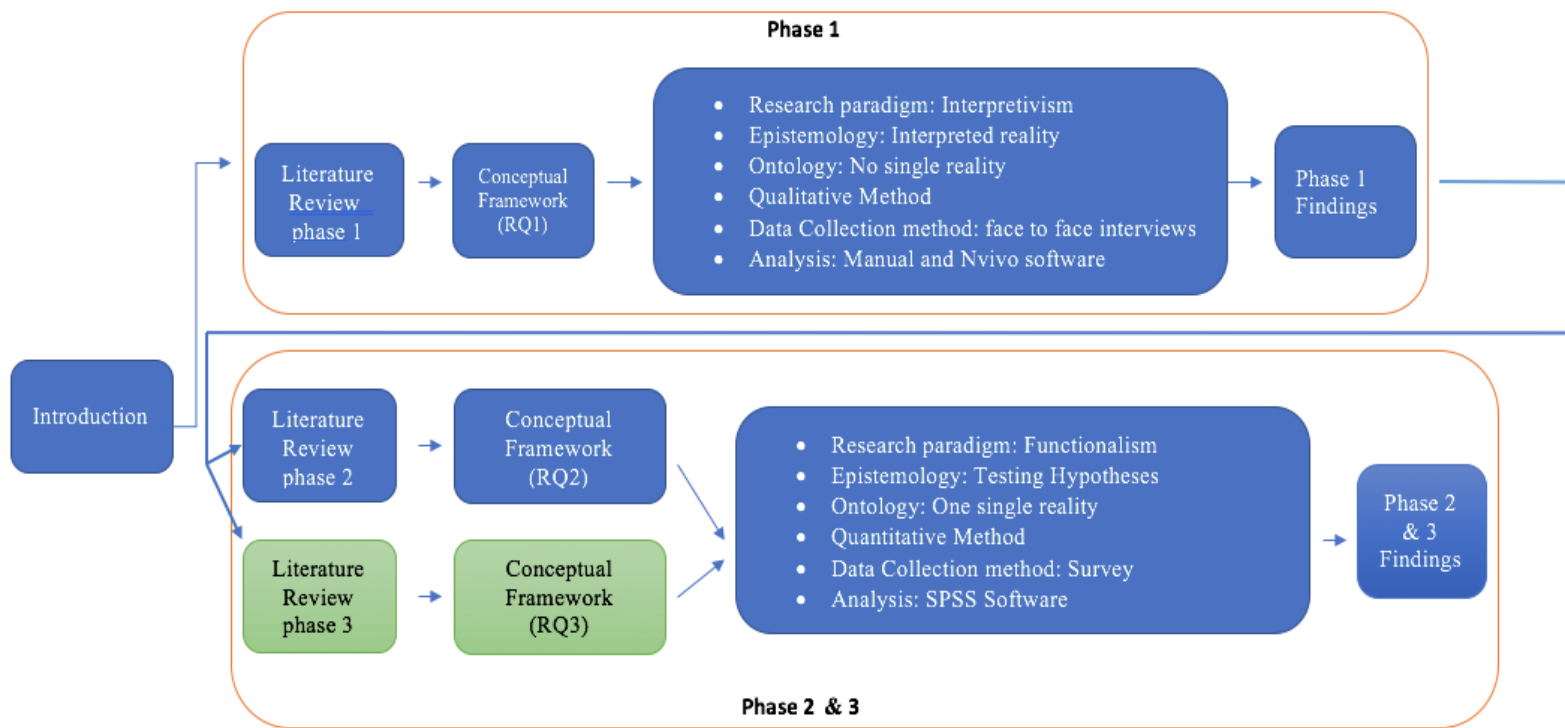 Phase 1
Literature
Review
phase 1
Conceptual
Framework
(RQ1)
• Research paradigm: Interpretivism
• Epistemology: Interpreted reality
• Ontology: No single reality
• Qualitative Method
• Data Collection method: face to face interviews
• Analysis: Manual and Nvivo software
Phase 1
Findings
Introduction
Literature
Review
phase 2
Conceptual
Framework
(RQ2)
Literature
Review
phase 3
Conceptual
Framework
(RQ3)
• Research paradigm: Functionalism
• Epistemology: Testing Hypotheses
• Ontology: One single reality
• Quantitative Method
• Data Collection method: Survey
• Analysis: SPSS Software
Phase 2
& 3
Findings
Phase 2 & 3